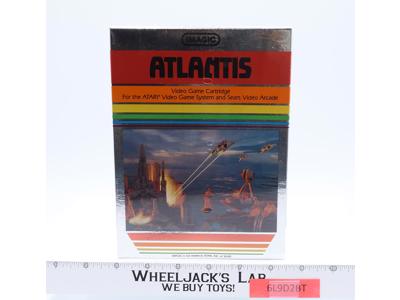 IMAGIC
ATLANTIS
Video Game Cartridge
For the ATARI® Video Game System and Sears Video Arcade
WHEELJACK'S LAB
WE BUY TOYS!
6L9D28T